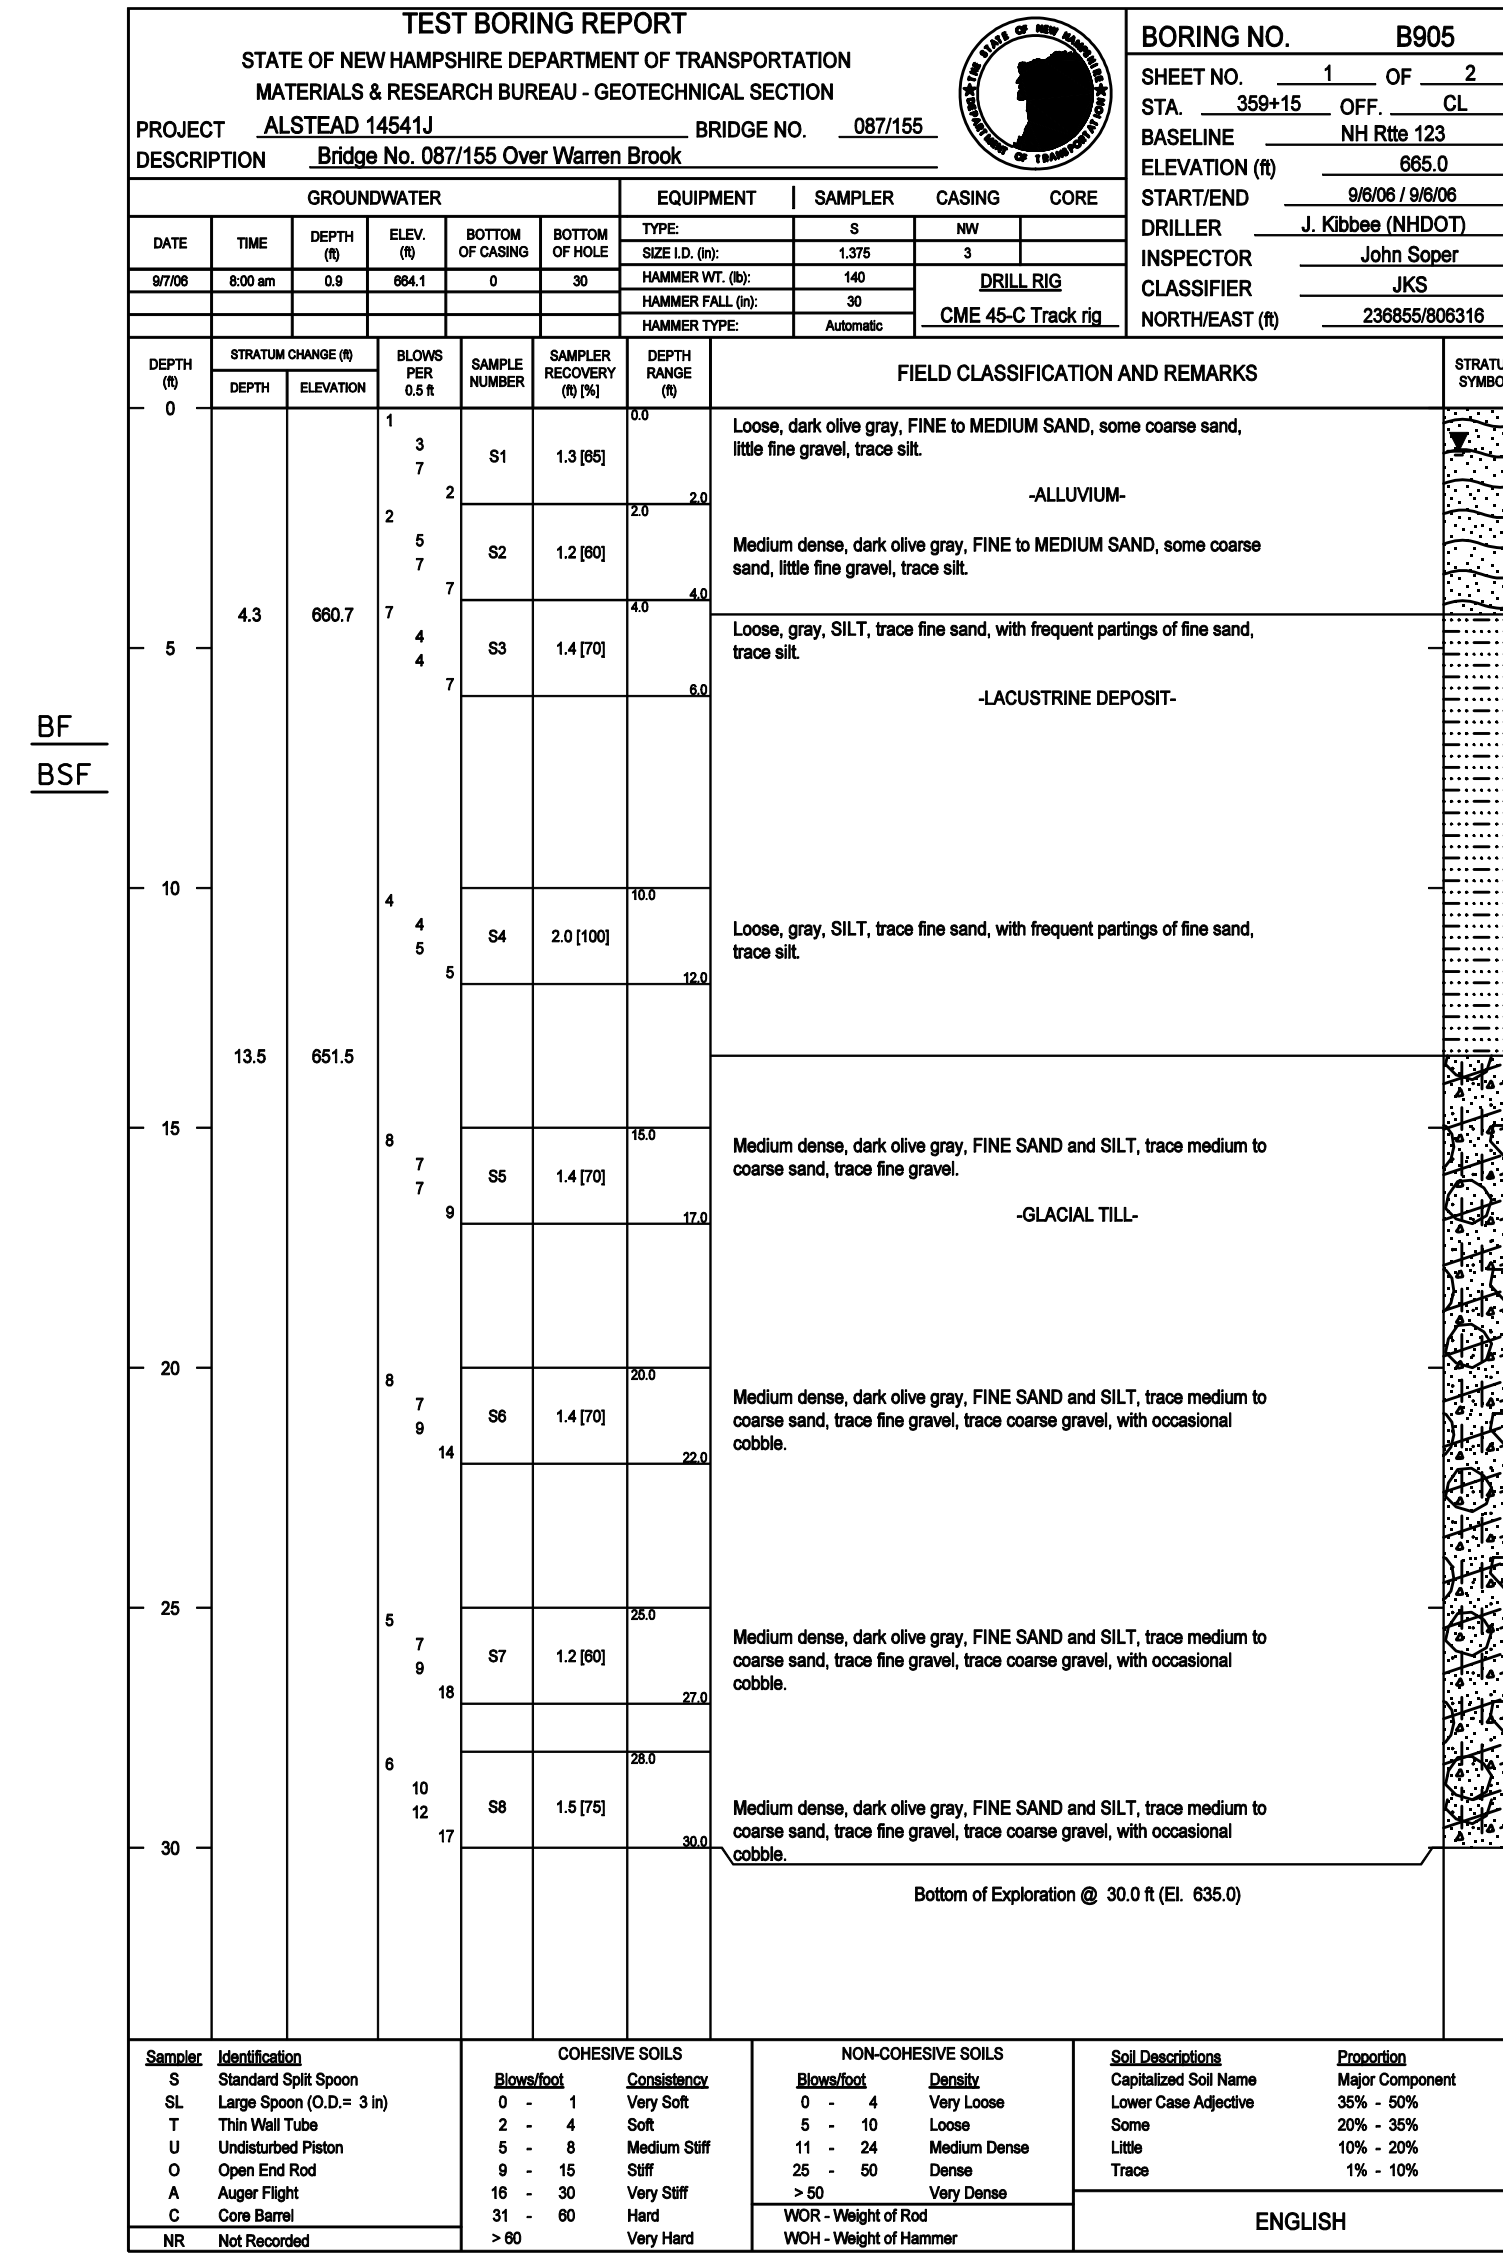 TEST BORING REPORT
STATE OF NEW HAMPSHIRE DEPARTMENT OF TRANSPORTATION
MATERIALS & RESEARCH BUREAU - GEOTECHNICAL SECTION
PROJECT ALSTEAD 14541J BRIDGE NO. 087/155
DESCRIPTION Bridge No. 087/155 Over Warren Brook
THE STATE OF NEW HAMPSHIRE
DEPARTMENT OF TRANSPORTATION
BORING NO. B905
SHEET NO. 1 OF 2
STA. 359+15 OFF. CL
BASELINE NH Rtte 123
ELEVATION (ft) 665.0
START/END 9/6/06 / 9/6/06
DRILLER J. Kibbee (NHDOT)
INSPECTOR John Soper
CLASSIFIER JKS
NORTH/EAST (ft) 236855/806316
GROUNDWATER
DATE TIME DEPTH (ft) ELEV. (ft) BOTTOM OF CASING BOTTOM OF HOLE
9/7/06 8:00 am 0.9 664.1 0 30
EQUIPMENT SAMPLER CASING CORE
TYPE: S NW
SIZE I.D. (in): 1.375 3
HAMMER WT. (lb): 140 DRILL RIG
HAMMER FALL (in): 30
HAMMER TYPE: Automatic CME 45-C Track rig
DEPTH (ft) STRATUM CHANGE (ft) DEPTH ELEVATION BLOWS PER 0.5 ft SAMPLE NUMBER SAMPLER RECOVERY (ft) [%] DEPTH RANGE (ft) FIELD CLASSIFICATION AND REMARKS STRATU SYMBO
0
1 0.0
3
7
2
S1 1.3 [65]
2.0
Loose, dark olive gray, FINE to MEDIUM SAND, some coarse sand,
little fine gravel, trace silt.
-ALLUVIUM-
2 2.0
5
7
7
S2 1.2 [60]
4.0
Medium dense, dark olive gray, FINE to MEDIUM SAND, some coarse
sand, little fine gravel, trace silt.
4.3 660.7
7 4.0
4
4
7
5
S3 1.4 [70]
6.0
Loose, gray, SILT, trace fine sand, with frequent partings of fine sand,
trace silt.
-LACUSTRINE DEPOSIT-
BF
BSF
10
4 10.0
4
5
5
S4 2.0 [100]
12.0
Loose, gray, SILT, trace fine sand, with frequent partings of fine sand,
trace silt.
13.5 651.5
15
8 15.0
7
7
9
S5 1.4 [70]
17.0
Medium dense, dark olive gray, FINE SAND and SILT, trace medium to
coarse sand, trace fine gravel.
-GLACIAL TILL-
20
8 20.0
7
9
14
S6 1.4 [70]
22.0
Medium dense, dark olive gray, FINE SAND and SILT, trace medium to
coarse sand, trace fine gravel, trace coarse gravel, with occasional
cobble.
25
5 25.0
7
9
18
S7 1.2 [60]
27.0
Medium dense, dark olive gray, FINE SAND and SILT, trace medium to
coarse sand, trace fine gravel, trace coarse gravel, with occasional
cobble.
6 28.0
10
12
17
S8 1.5 [75]
30.0
30
Medium dense, dark olive gray, FINE SAND and SILT, trace medium to
coarse sand, trace fine gravel, trace coarse gravel, with occasional
cobble.
Bottom of Exploration @ 30.0 ft (El. 635.0)
Sampler Identification
S Standard Split Spoon
SL Large Spoon (O.D.= 3 in)
T Thin Wall Tube
U Undisturbed Piston
O Open End Rod
A Auger Flight
C Core Barrel
NR Not Recorded
COHESIVE SOILS
Blows/foot Consistency
0 - 1 Very Soft
2 - 4 Soft
5 - 8 Medium Stiff
9 - 15 Stiff
16 - 30 Very Stiff
31 - 60 Hard
> 60 Very Hard
NON-COHESIVE SOILS
Blows/foot Density
0 - 4 Very Loose
5 - 10 Loose
11 - 24 Medium Dense
25 - 50 Dense
> 50 Very Dense
WOR - Weight of Rod
WOH - Weight of Hammer
Soil Descriptions Proportion
Capitalized Soil Name Major Component
Lower Case Adjective 35% - 50%
Some 20% - 35%
Little 10% - 20%
Trace 1% - 10%
ENGLISH